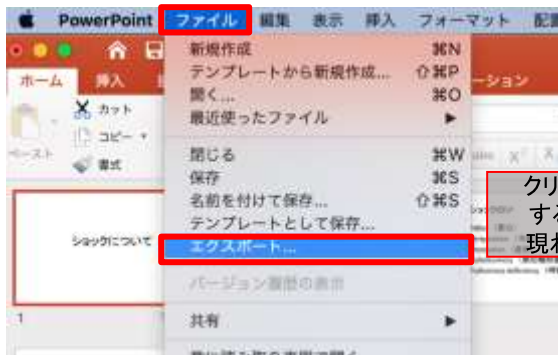 PowerPoint ファイル 編集 表示 挿入 フォーマット 配置
ホーム 挿入
ーション
新規作成 ⌘N
テンプレートから新規作成... ⇧⌘P
開く... ⌘O
最近使ったファイル ▶
カット
コピー
ースト
書式
閉じる ⌘W
保存 ⌘S
名前を付けて保存... ⇧⌘S
テンプレートとして保存...
エクスポート...
バージョン履歴の表示
共有 ▶
クリ
する
現れ
ショックについて
1